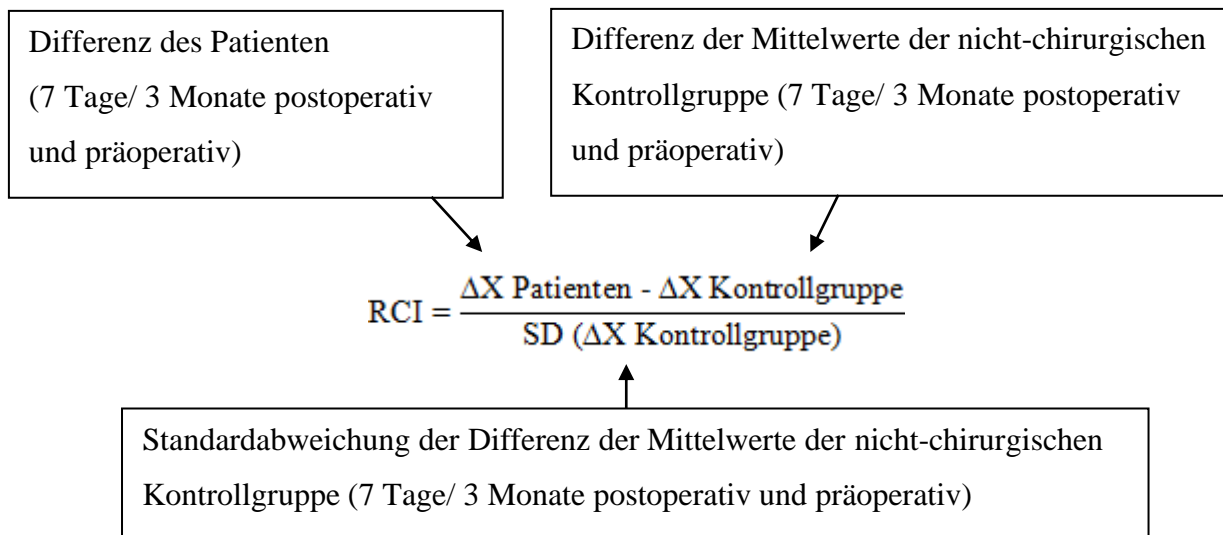 Differenz des Patienten
(7 Tage/ 3 Monate postoperativ
und präoperativ)
Differenz der Mittelwerte der nicht-chirurgischen
Kontrollgruppe (7 Tage/ 3 Monate postoperativ
und präoperativ)
RCI = (ΔX Patienten - ΔX Kontrollgruppe) / (SD (ΔX Kontrollgruppe))
Standardabweichung der Differenz der Mittelwerte der nicht-chirurgischen
Kontrollgruppe (7 Tage/ 3 Monate postoperativ und präoperativ)